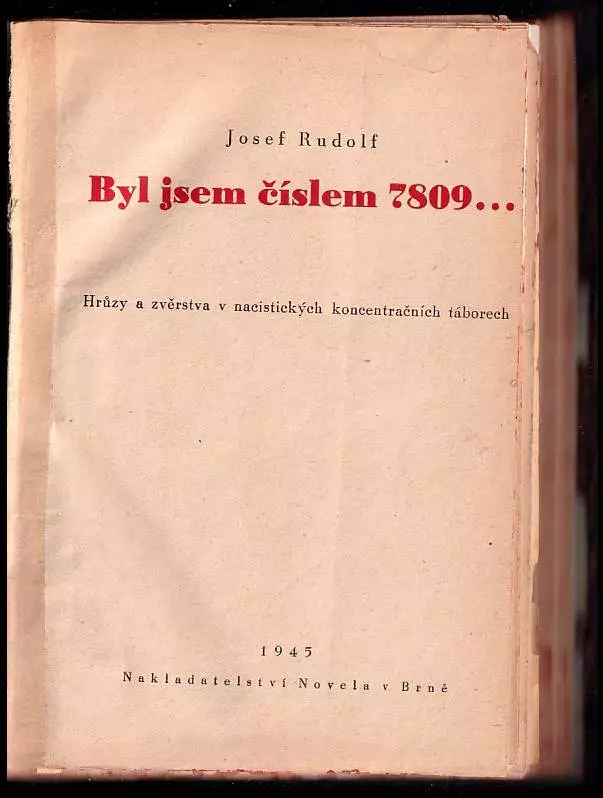 Josef Rudolf
Byl jsem číslem 7809...
Hrůzy a zvěrstva v nacistických koncentračních táborech
1945
Nakladatelství Novela v Brně